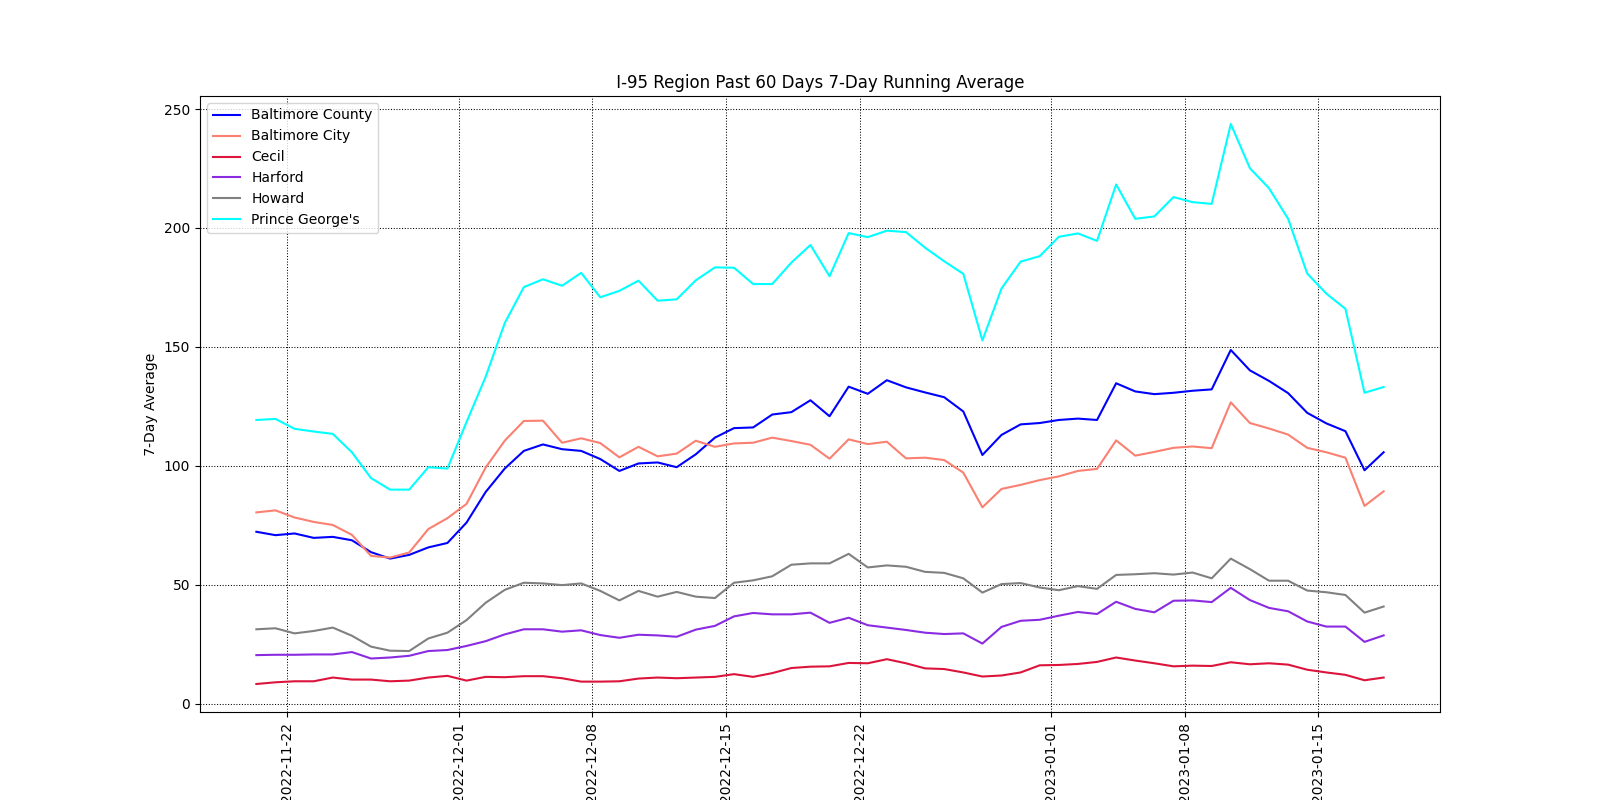 I-95 Region Past 60 Days 7-Day Running Average
250
200
150
100
50
0
7-Day Average
Baltimore County
Baltimore City
Cecil
Harford
Howard
Prince George's
2022-11-22
2022-12-01
2022-12-08
2022-12-15
2022-12-22
2023-01-01
2023-01-08
2023-01-15